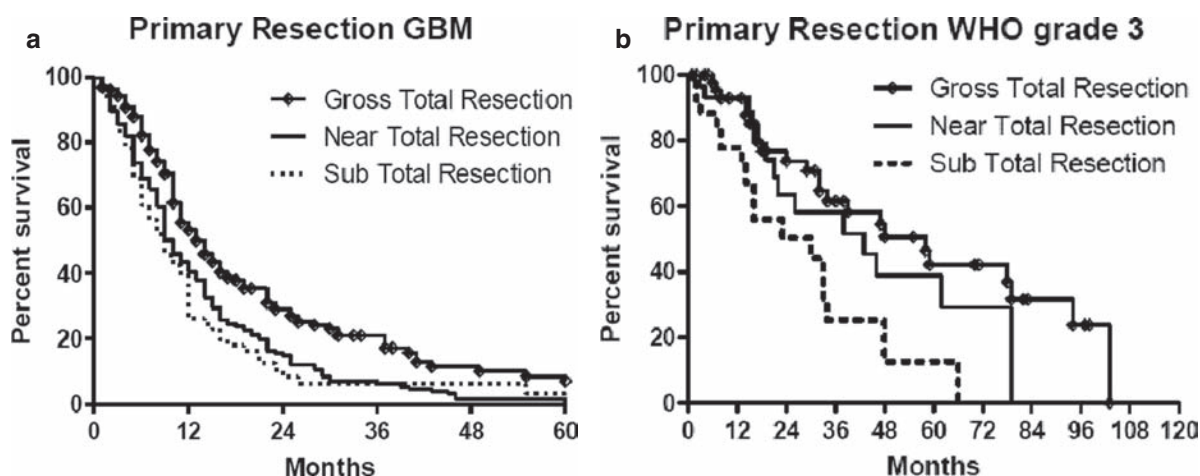 a
Primary Resection GBM
100
80
60
40
20
0
Percent survival
Gross Total Resection
Near Total Resection
Sub Total Resection
0 12 24 36 48 60
Months
b
Primary Resection WHO grade 3
100
80
60
40
20
0
Percent survival
Gross Total Resection
Near Total Resection
Sub Total Resection
0 12 24 36 48 60 72 84 96 108 120
Months